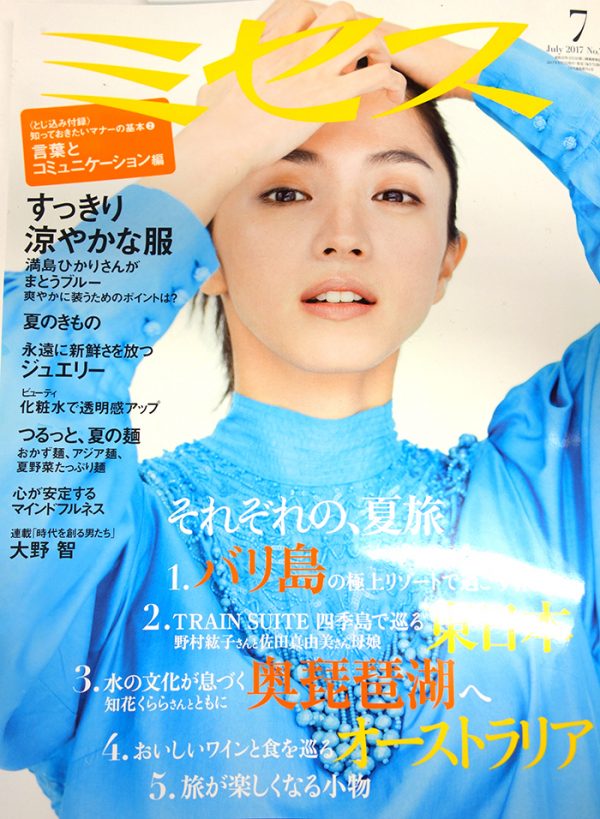 ミセス
7
July 2017 No.
〈とじ込み付録〉
知っておきたいマナーの基本❷
言葉と
コミュニケーション編
すっきり
涼やかな服
満島ひかりさんが
まとうブルー
爽やかに装うためのポイントは?
夏のきもの
永遠に新鮮さを放つ
ジュエリー
ビューティ
化粧水で透明感アップ
つるっと、夏の麺
おかず麺、アジア麺、
夏野菜たっぷり麺
心が安定する
マインドフルネス
連載「時代を創る男たち」
大野 智
それぞれの、夏旅
1.バリ島の極上リゾートで
2.TRAIN SUITE 四季島で巡る東日本
野村紘子さんと佐田真由美さん母娘
3.水の文化が息づく奥琵琶湖へ
知花くららさんとともに
4.おいしいワインと食を巡るオーストラリア
5.旅が楽しくなる小物